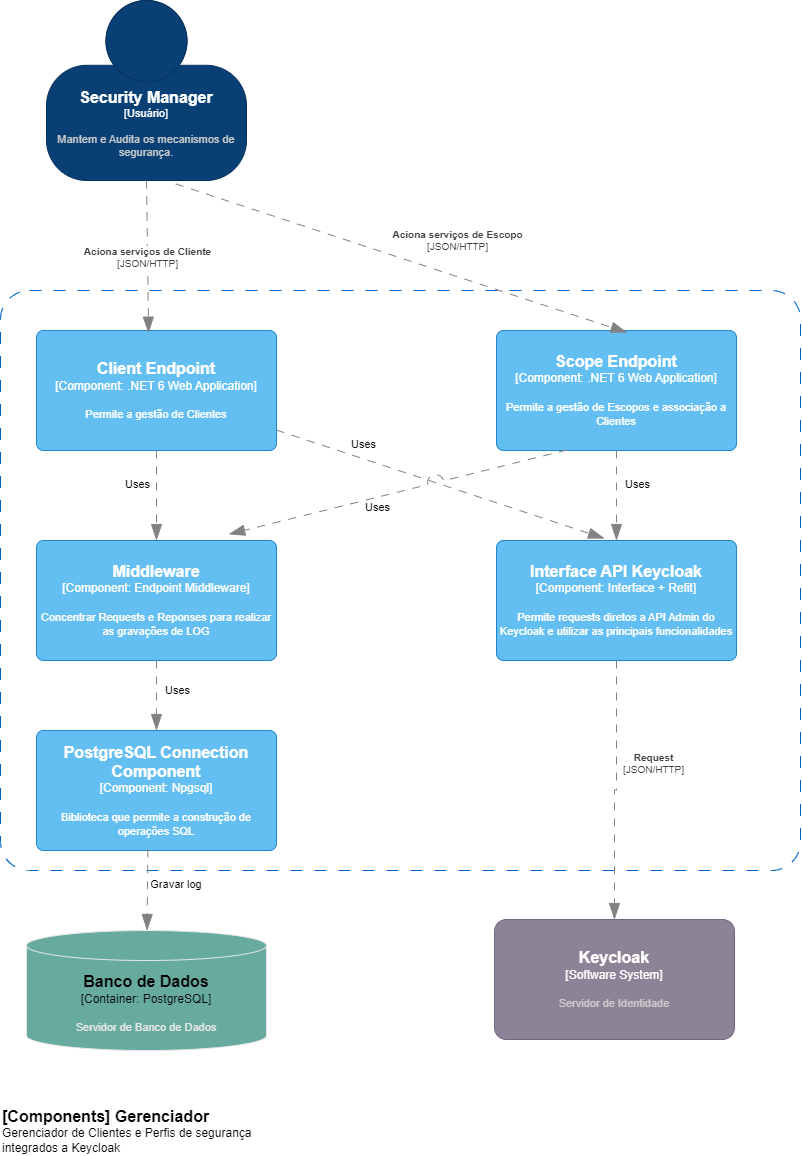 Security Manager
[Usuário]
Mantem e Audita os mecanismos de
segurança.
Aciona serviços de Escopo
[JSON/HTTP]
Aciona serviços de Cliente
[JSON/HTTP]
Client Endpoint
[Component: .NET 6 Web Application]
Permite a gestão de Clientes
Scope Endpoint
[Component: .NET 6 Web Application]
Permite a gestão de Escopos e associação a
Clientes
Uses
Uses
Uses
Uses
Middleware
[Component: Endpoint Middleware]
Concentrar Requests e Reponses para realizar
as gravações de LOG
Interface API Keycloak
[Component: Interface + Refit]
Permite requests diretos a API Admin do
Keycloak e utilizar as principais funcionalidades
Uses
PostgreSQL Connection
Component
[Component: Npgsql]
Biblioteca que permite a construção de
operações SQL
Request
[JSON/HTTP]
Gravar log
Banco de Dados
[Container: PostgreSQL]
Servidor de Banco de Dados
Keycloak
[Software System]
Servidor de Identidade
[Components] Gerenciador
Gerenciador de Clientes e Perfis de segurança
integrados a Keycloak